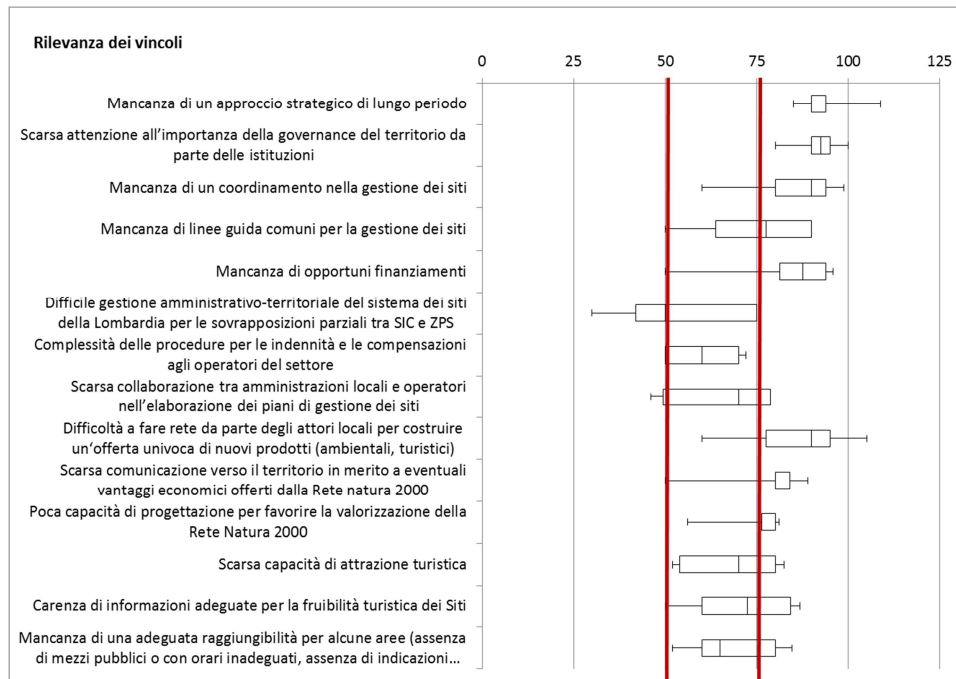 Rilevanza dei vincoli
0 25 50 75 100 125
Mancanza di un approccio strategico di lungo periodo
Scarsa attenzione all'importanza della governance del territorio da
parte delle istituzioni
Mancanza di un coordinamento nella gestione dei siti
Mancanza di linee guida comuni per la gestione dei siti
Mancanza di opportuni finanziamenti
Difficile gestione amministrativo-territoriale del sistema dei siti
della Lombardia per le sovrapposizioni parziali tra SIC e ZPS
Complessità delle procedure per le indennità e le compensazioni
agli operatori del settore
Scarsa collaborazione tra amministrazioni locali e operatori
nell'elaborazione dei piani di gestione dei siti
Difficoltà a fare rete da parte degli attori locali per costruire
un'offerta univoca di nuovi prodotti (ambientali, turistici)
Scarsa comunicazione verso il territorio in merito a eventuali
vantaggi economici offerti dalla Rete natura 2000
Poca capacità di progettazione per favorire la valorizzazione della
Rete Natura 2000
Scarsa capacità di attrazione turistica
Carenza di informazioni adeguate per la fruibilità turistica dei Siti
Mancanza di una adeguata raggiungibilità per alcune aree (assenza
di mezzi pubblici o con orari inadeguati, assenza di indicazioni...